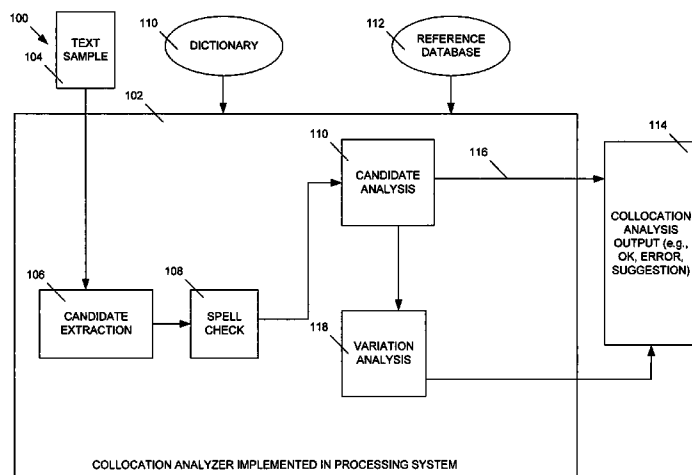 100
TEXT
SAMPLE
104
110
DICTIONARY
112
REFERENCE
DATABASE
102
110
CANDIDATE
ANALYSIS
116
114
COLLOCATION
ANALYSIS
OUTPUT (e.g.,
OK, ERROR,
SUGGESTION)
106
CANDIDATE
EXTRACTION
108
SPELL
CHECK
118
VARIATION
ANALYSIS
COLLOCATION ANALYZER IMPLEMENTED IN PROCESSING SYSTEM